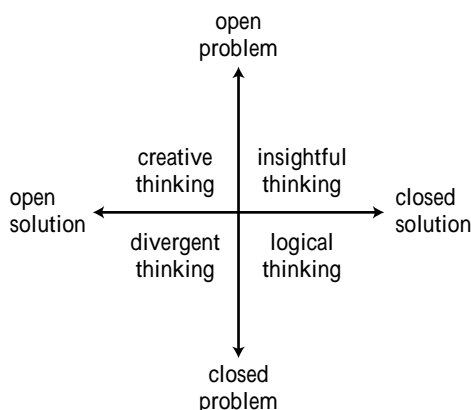 open
problem
creative
thinking
insightful
thinking
open
solution
closed
solution
divergent
thinking
logical
thinking
closed
problem